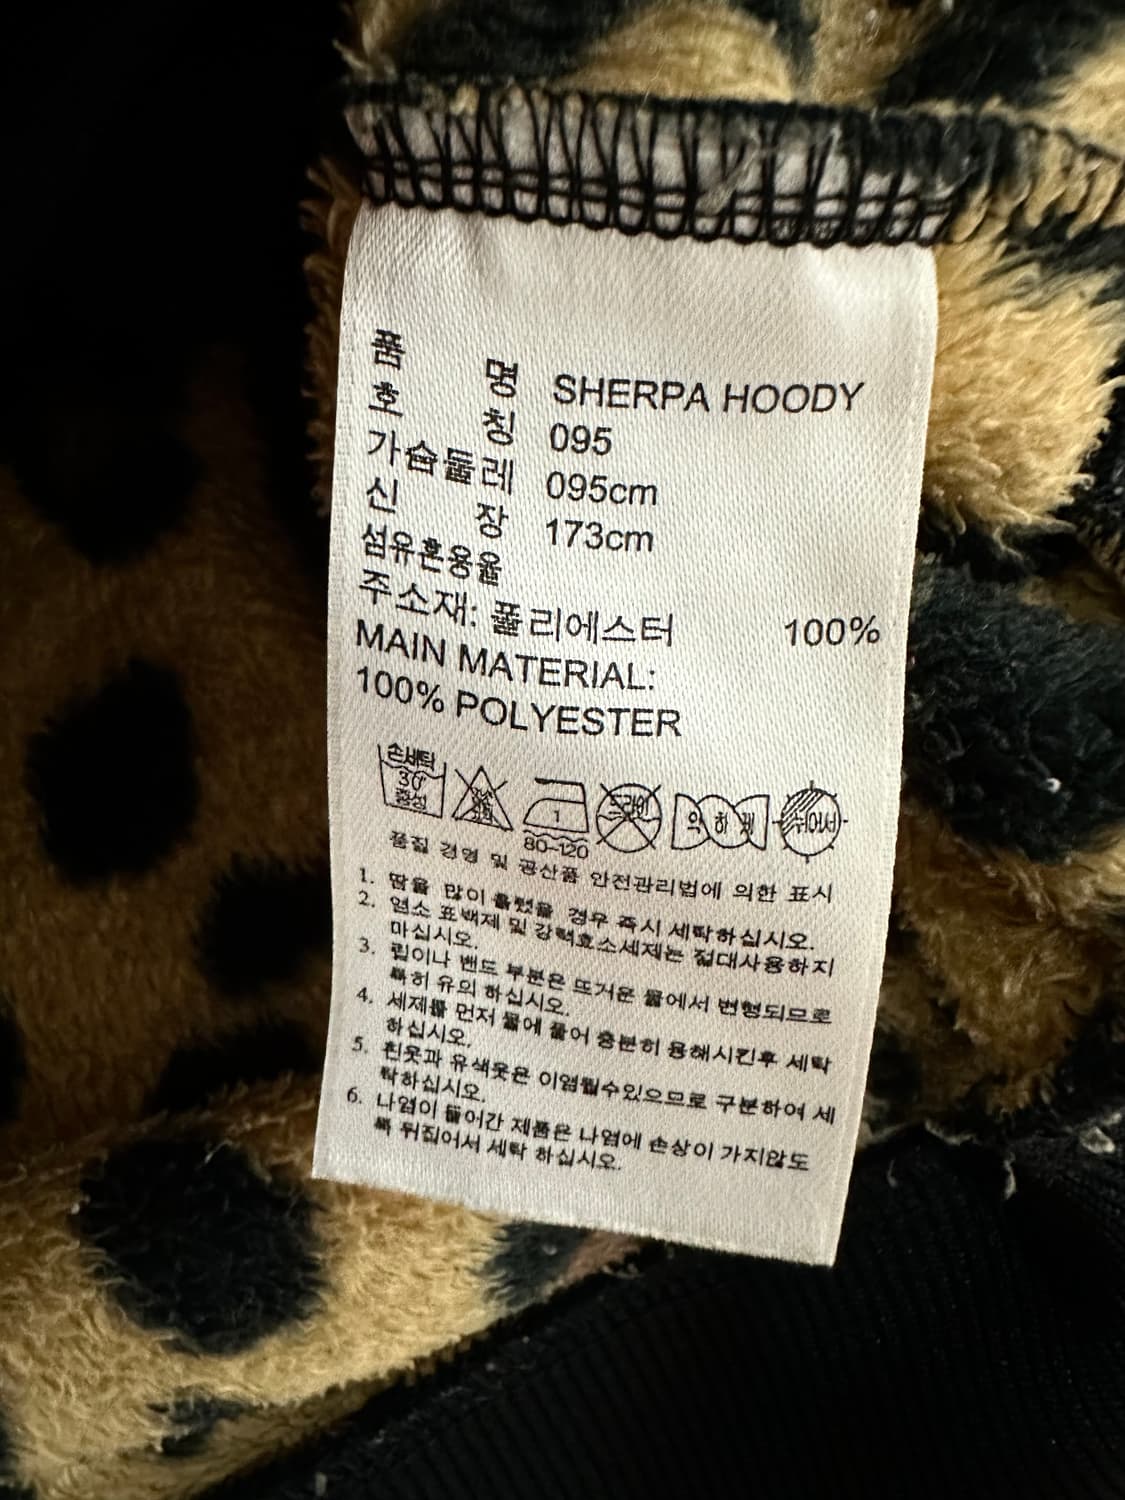 품 명 SHERPA HOODY
호 칭 095
가슴둘레 095cm
신 장 173cm
섬유혼용율
주소재: 폴리에스터 100%
MAIN MATERIAL:
100% POLYESTER
손세탁
30°
중성
1
80~120
드라이
약하게
뉘어서
품질 경영 및 공산품 안전관리법에 의한 표시
1. 땀을 많이 흘렸을 경우 즉시 세탁하십시오.
2. 염소 표백제 및 강력효소세제는 절대사용하지
마십시오.
3. 립이나 밴드 부분은 뜨거운 물에서 변형되므로
특히 유의 하십시오.
4. 세제를 먼저 물에 풀어 충분히 용해시킨후 세탁
하십시오.
5. 흰옷과 유색옷은 이염될수있으므로 구분하여 세
탁하십시오.
6. 나염이 들어간 제품은 나염에 손상이 가지않도
록 뒤집어서 세탁 하십시오.